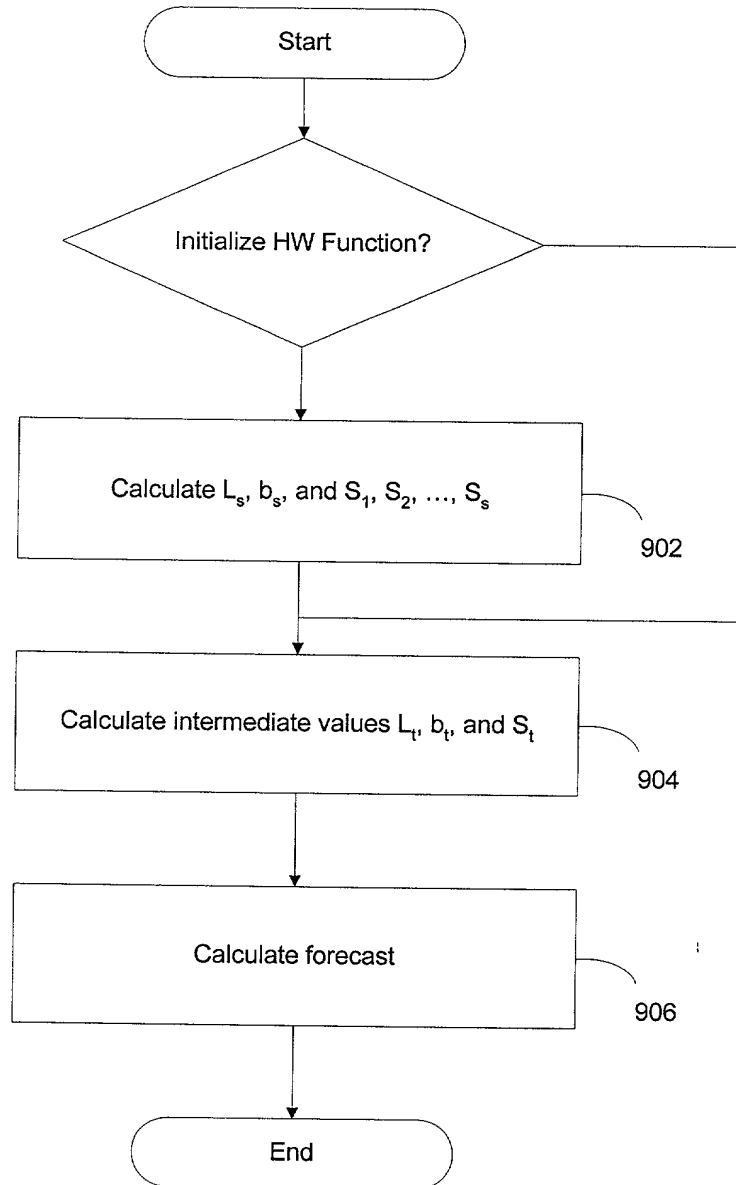 Start
Initialize HW Function?
Calculate Lₛ, bₛ, and S₁, S₂, ..., Sₛ
902
Calculate intermediate values Lₜ, bₜ, and Sₜ
904
Calculate forecast
906
End